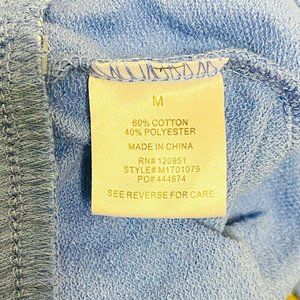 M
60% COTTON
40% POLYESTER
MADE IN CHINA
RN# 120951
STYLE# M1T01079
PO# 444674
SEE REVERSE FOR CARE